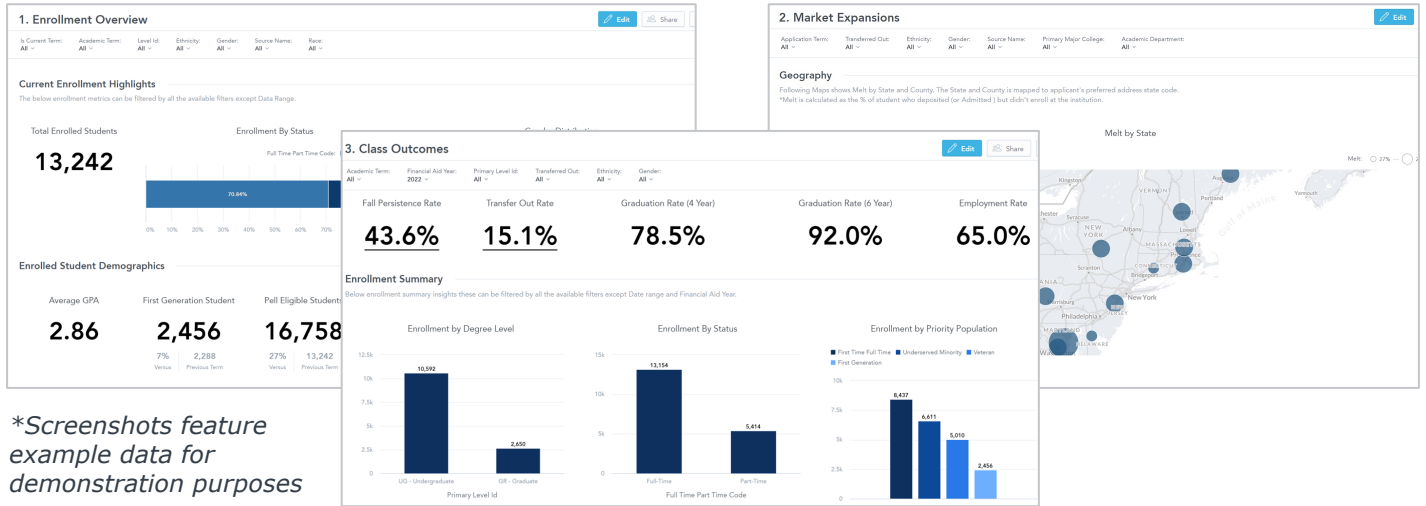 1. Enrollment Overview
Edit
Share
Is Current Term: Academic Term: Level Id: Ethnicity: Gender: Source Name: Race:
All All All All All All All
Current Enrollment Highlights
The below enrollment metrics can be filtered by all the available filters except Data Range.
Total Enrolled Students
13,242
Enrollment By Status
Full Time Part Time Code:
70.84%
0% 10% 20% 30% 40% 50% 60% 70%
Enrolled Student Demographics
Average GPA
2.86
First Generation Student
2,456
7% 2,288
Versus Previous Term
Pell Eligible Students
16,758
27% 13,242
Versus Previous Term
2. Market Expansions
Edit
Application Term: Transferred Out: Ethnicity: Gender: Source Name: Primary Major College: Academic Department:
All All All All All All All
Geography
Following Maps shows Melt by State and County. The State and County is mapped to applicant's preferred address state code.
*Melt is calculated as the % of student who deposited (or Admitted ) but didn't enroll at the institution.
Melt by State
Melt: 27%
Kingston
VERMONT
Portland
Yarmouth
Gulf of Maine
Syracuse
NEW YORK
Albany
Lowell
Scranton
Bridgeport
New York
Philadelphia
DELAWARE
3. Class Outcomes
Edit
Share
Academic Term: Financial Aid Year: Primary Level Id: Transferred Out: Ethnicity: Gender:
All 2022 All All All All
Fall Persistence Rate
43.6%
Transfer Out Rate
15.1%
Graduation Rate (4 Year)
78.5%
Graduation Rate (6 Year)
92.0%
Employment Rate
65.0%
Enrollment Summary
Below enrollment summary insights these can be filtered by all the available filters except Date range and Financial Aid Year.
Enrollment by Degree Level
12.5k
10k
7.5k
5k
2.5k
0
10,592
2,650
UG - Undergraduate GR - Graduate
Primary Level Id
Enrollment By Status
15k
10k
5k
0
13,154
5,414
Full-Time Part-Time
Full Time Part Time Code
Enrollment by Priority Population
First Time Full Time Underserved Minority Veteran
First Generation
10k
7.5k
5k
2.5k
0
8,437
6,611
5,010
2,456
*Screenshots feature
example data for
demonstration purposes